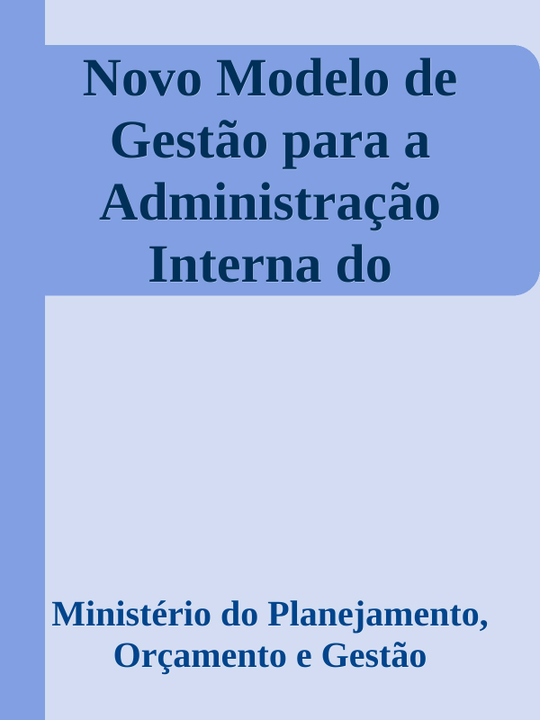 Novo Modelo de
Gestão para a
Administração
Interna do
Ministério do Planejamento,
Orçamento e Gestão